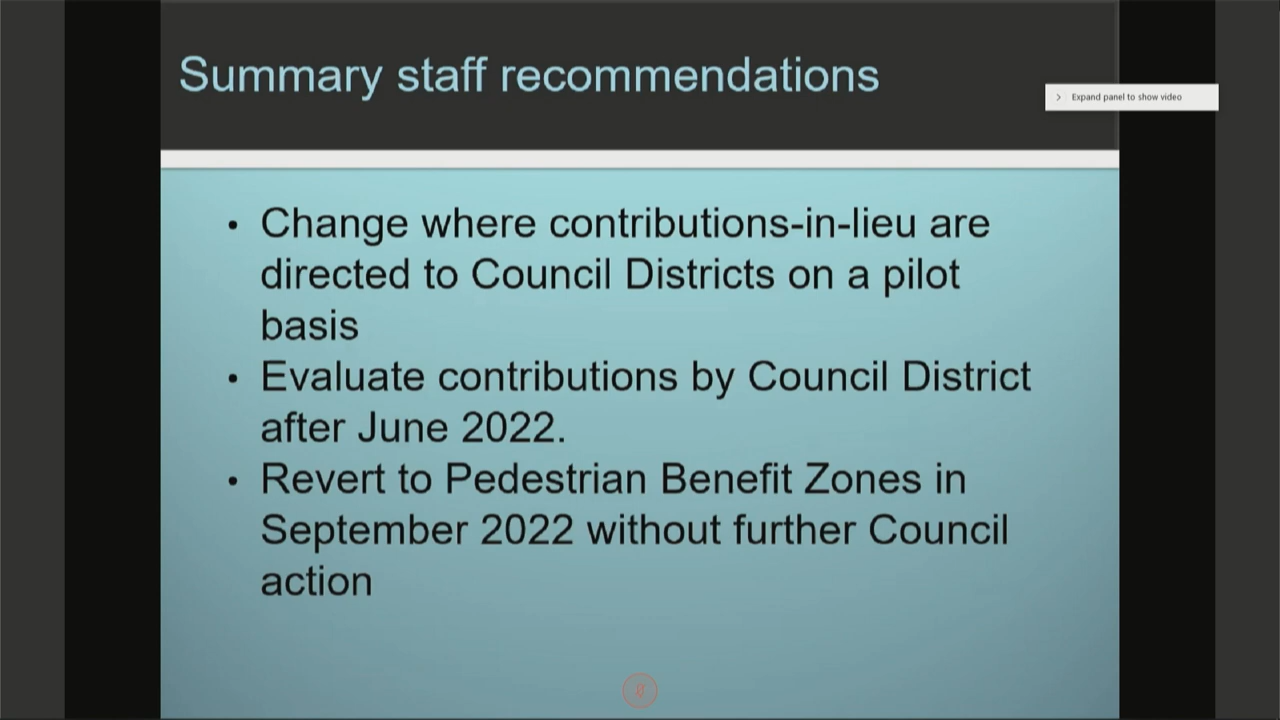 Summary staff recommendations
Expand panel to show video
• Change where contributions-in-lieu are
directed to Council Districts on a pilot
basis
• Evaluate contributions by Council District
after June 2022.
• Revert to Pedestrian Benefit Zones in
September 2022 without further Council
action